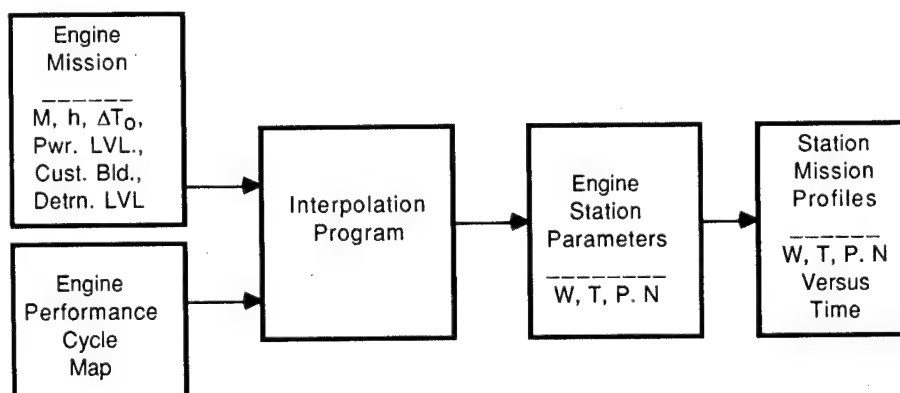 Engine
Mission
M, h, ΔT₀,
Pwr. LVL.,
Cust. Bld.,
Detrn. LVL
Engine
Performance
Cycle
Map
Interpolation
Program
Engine
Station
Parameters
W, T, P. N
Station
Mission
Profiles
W, T, P. N
Versus
Time